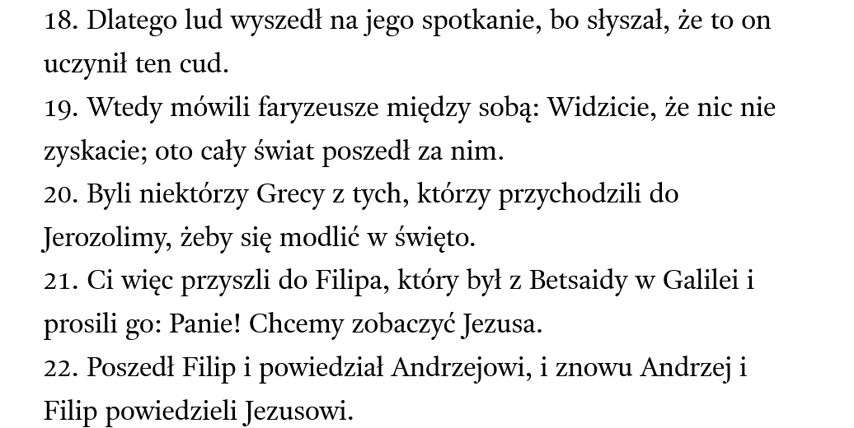 18. Dlatego lud wyszedł na jego spotkanie, bo słyszał, że to on
uczynił ten cud.
19. Wtedy mówili faryzeusze między sobą: Widzicie, że nic nie
zyskacie; oto cały świat poszedł za nim.
20. Byli niektórzy Grecy z tych, którzy przychodzili do
Jerozolimy, żeby się modlić w święto.
21. Ci więc przyszli do Filipa, który był z Betsaidy w Galilei i
prosili go: Panie! Chcemy zobaczyć Jezusa.
22. Poszedł Filip i powiedział Andrzejowi, i znowu Andrzej i
Filip powiedzieli Jezusowi.